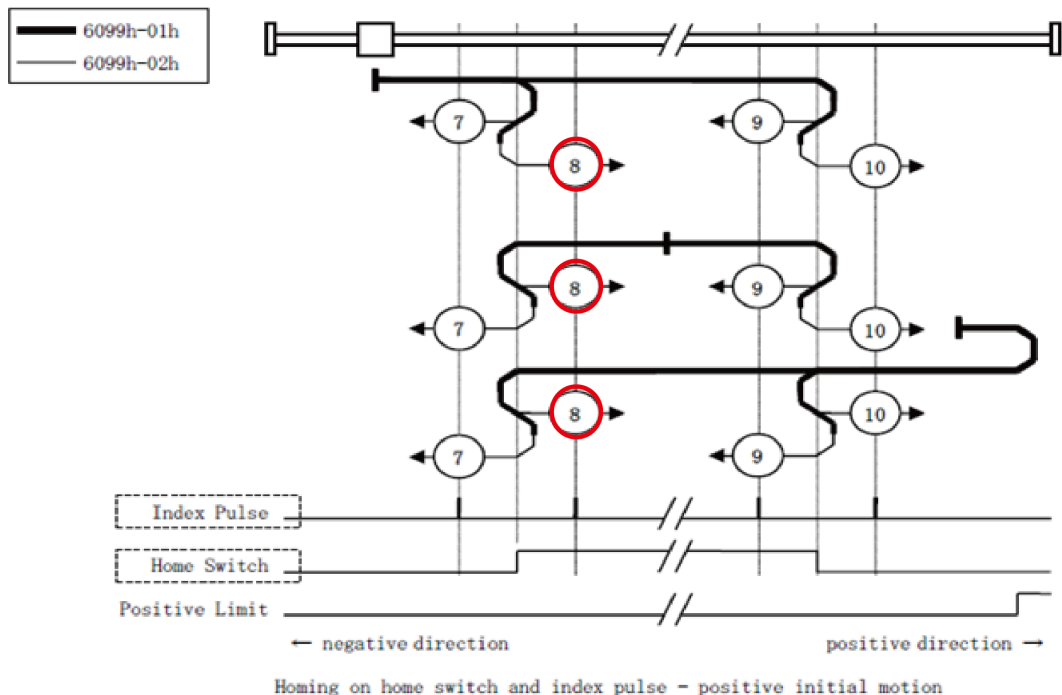 6099h-01h
6099h-02h
7
9
8
10
8
9
7
10
8
10
7
9
Index Pulse
Home Switch
Positive Limit
← negative direction
positive direction →
Homing on home switch and index pulse - positive initial motion